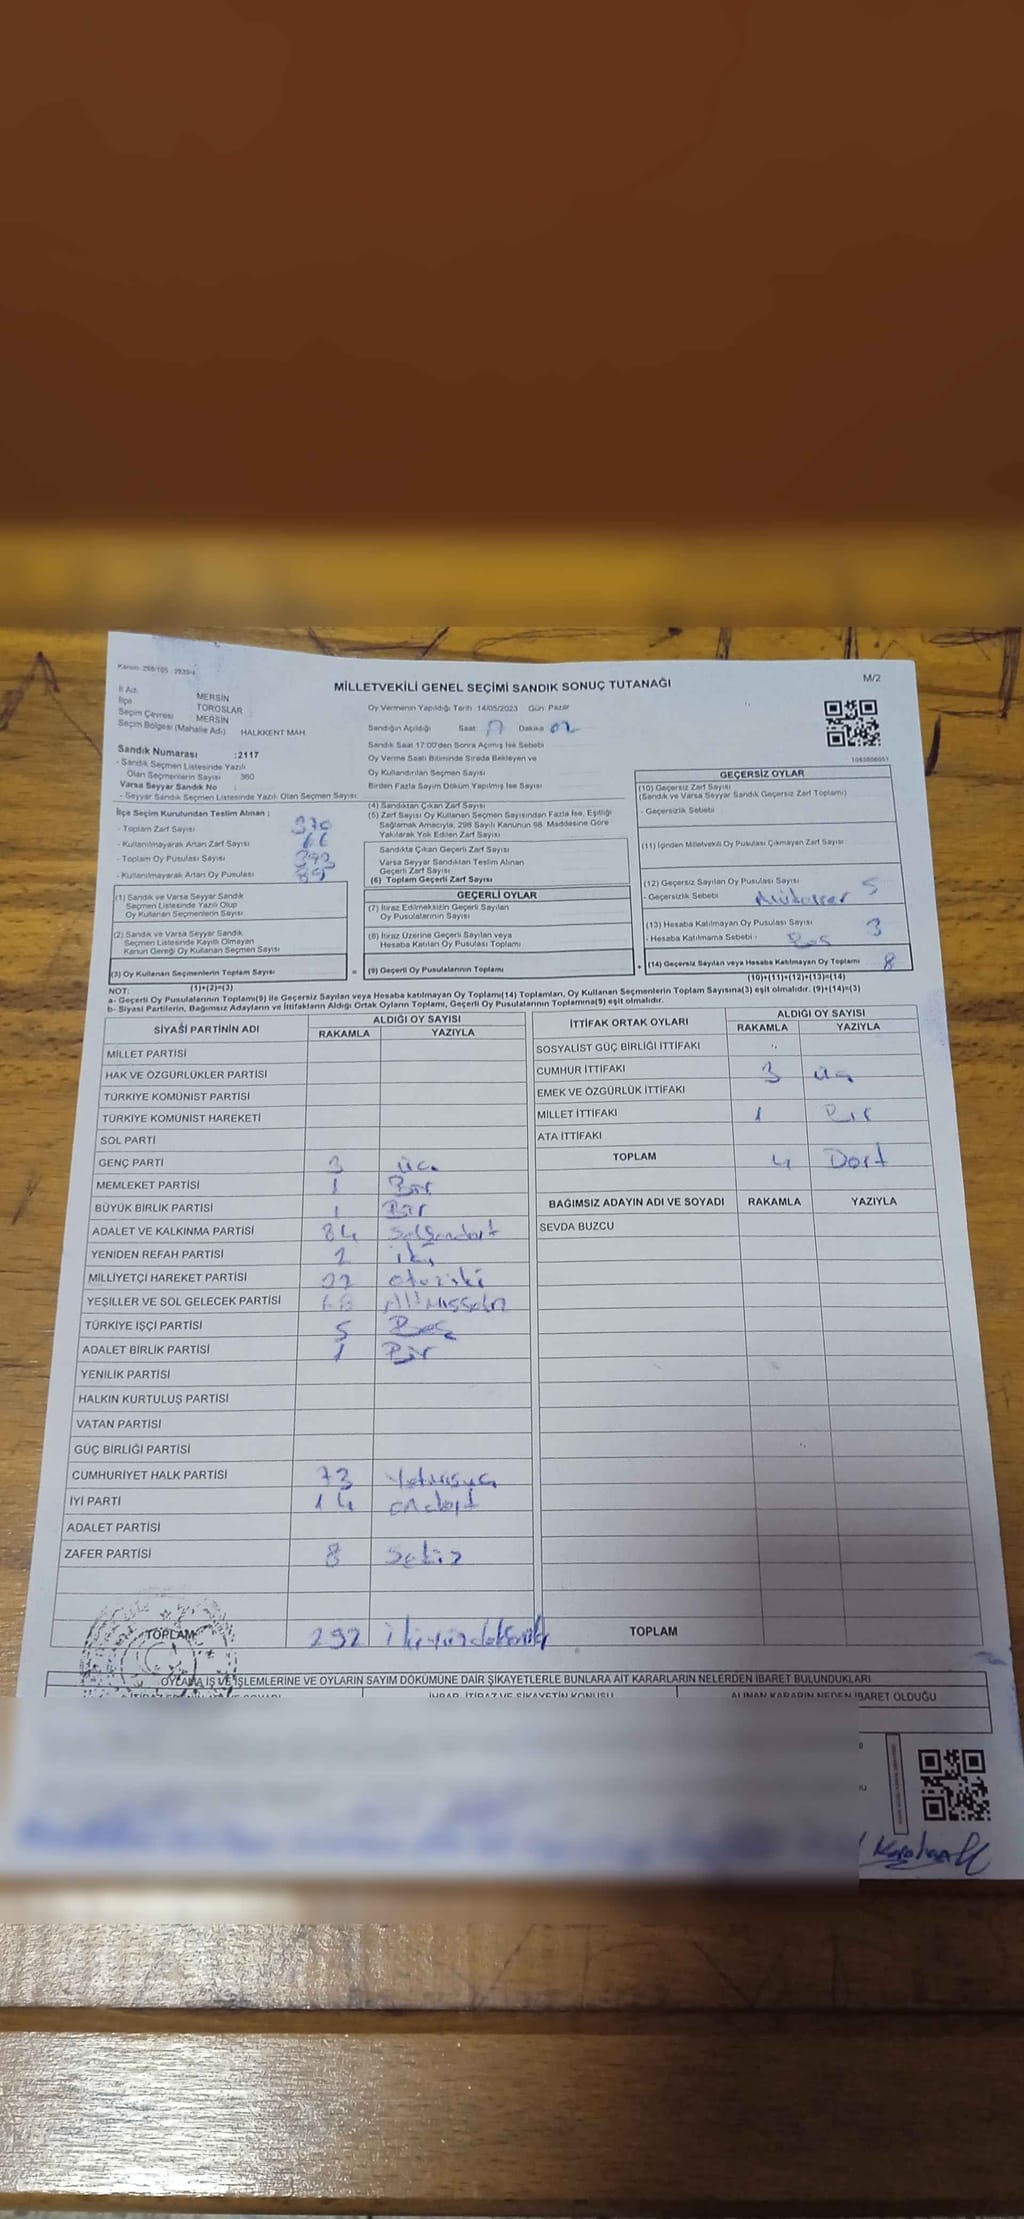 Kanun: 298/105 , 2839/4
M/2
MİLLETVEKİLİ GENEL SEÇİMİ SANDIK SONUÇ TUTANAĞI
İl Adı: MERSİN
İlçe TOROSLAR
Seçim Çevresi MERSİN
Seçim Bölgesi (Mahalle Adı) HALKKENT MAH
Sandık Numarası :2117
- Sandık Seçmen Listesinde Yazılı
Olan Seçmenlerin Sayısı 360
Varsa Seyyar Sandık No
- Seyyar Sandık Seçmen Listesinde Yazılı Olan Seçmen Sayısı:
Oy Vermenin Yapıldığı Tarih :14/05/2023 Gün: Pazar
Sandığın Açıldığı Saat: 17 Dakika 02
Sandık Saat 17:00'den Sonra Açılmış İse Sebebi
Oy Verme Saati Bitiminde Sırada Bekleyen ve
Oy Kullandırılan Seçmen Sayısı
Birden Fazla Sayım Döküm Yapılmış İse Sayısı
1063806051
İlçe Seçim Kurulundan Teslim Alınan ;
- Toplam Zarf Sayısı 370
- Kullanılmayarak Artan Zarf Sayısı 66
- Toplam Oy Pusulası Sayısı
- Kullanılmayarak Artan Oy Pusulası 89
(1) Sandık ve Varsa Seyyar Sandık
Seçmen Listesinde Yazılı Olup
Oy Kullanan Seçmenlerin Sayısı
(2) Sandık ve Varsa Seyyar Sandık
Seçmen Listesinde Kayıtlı Olmayan
Kanun Gereği Oy Kullanan Seçmen Sayısı
(3) Oy Kullanan Seçmenlerin Toplam Sayısı
(1)+(2)=(3)
(4) Sandıktan Çıkan Zarf Sayısı
(5) Zarf Sayısı Oy Kullanan Seçmen Sayısından Fazla İse, Eşitliği
Sağlamak Amacıyla, 298 Sayılı Kanunun 98. Maddesine Göre
Yakılarak Yok Edilen Zarf Sayısı
Sandıkta Çıkan Geçerli Zarf Sayısı
Varsa Seyyar Sandıktan Teslim Alınan
Geçerli Zarf Sayısı
(6) Toplam Geçerli Zarf Sayısı
GEÇERLİ OYLAR
(7) İtiraz Edilmeksizin Geçerli Sayılan
Oy Pusulalarının Sayısı
(8) İtiraz Üzerine Geçerli Sayılan veya
Hesaba Katılan Oy Pusulası Toplamı
= (9) Geçerli Oy Pusulalarının Toplamı
GEÇERSİZ OYLAR
(10) Geçersiz Zarf Sayısı
(Sandık ve Varsa Seyyar Sandık Geçersiz Zarf Toplamı)
- Geçersizlik Sebebi
(11) İçinden Milletvekili Oy Pusulası Çıkmayan Zarf Sayısı
(12) Geçersiz Sayılan Oy Pusulası Sayısı 5
- Geçersizlik Sebebi
(13) Hesaba Katılmayan Oy Pusulası Sayısı 3
- Hesaba Katılmama Sebebi : Boş
+ (14) Geçersiz Sayılan veya Hesaba Katılmayan Oy Toplamı 8
(10)+(11)+(12)+(13)=(14)
NOT:
a- Geçerli Oy Pusulalarının Toplamı(9) ile Geçersiz Sayılan veya Hesaba katılmayan Oy Toplamı(14) Toplamları, Oy Kullanan Seçmenlerin Toplam Sayısına(3) eşit olmalıdır. (9)+(14)=(3)
b- Siyasi Partilerin, Bağımsız Adayların ve İttifakların Aldığı Ortak Oyların Toplamı, Geçerli Oy Pusulalarının Toplamına(9) eşit olmalıdır.
SİYASİ PARTİNİN ADI ALDIĞI OY SAYISI
RAKAMLA YAZIYLA
MİLLET PARTİSİ
HAK VE ÖZGÜRLÜKLER PARTİSİ
TÜRKİYE KOMÜNİST PARTİSİ
TÜRKİYE KOMÜNİST HAREKETİ
SOL PARTİ
GENÇ PARTİ 3 üç
MEMLEKET PARTİSİ 1 Bir
BÜYÜK BİRLİK PARTİSİ 1 Bir
ADALET VE KALKINMA PARTİSİ 84 seksendört
YENİDEN REFAH PARTİSİ 2 iki
MİLLİYETÇİ HAREKET PARTİSİ 32 otuziki
YEŞİLLER VE SOL GELECEK PARTİSİ 68 Altmışsekiz
TÜRKİYE İŞÇİ PARTİSİ 5 Beş
ADALET BİRLİK PARTİSİ 1 Bir
YENİLİK PARTİSİ
HALKIN KURTULUŞ PARTİSİ
VATAN PARTİSİ
GÜÇ BİRLİĞİ PARTİSİ
CUMHURİYET HALK PARTİSİ 73 Yetmişüç
İYİ PARTİ 14 ondört
ADALET PARTİSİ
ZAFER PARTİSİ 8 Sekiz
TOPLAM 292 ikiyüzdoksaniki
İTTİFAK ORTAK OYLARI ALDIĞI OY SAYISI
RAKAMLA YAZIYLA
SOSYALİST GÜÇ BİRLİĞİ İTTİFAKI
CUMHUR İTTİFAKI 3 üç
EMEK VE ÖZGÜRLÜK İTTİFAKI
MİLLET İTTİFAKI 1 Bir
ATA İTTİFAKI
TOPLAM 4 Dört
BAĞIMSIZ ADAYIN ADI VE SOYADI RAKAMLA YAZIYLA
SEVDA BUZCU
TOPLAM
OYLAMA İŞ VE İŞLEMLERİNE VE OYLARIN SAYIM DÖKÜMÜNE DAİR ŞİKAYETLERLE BUNLARA AİT KARARLARIN NELERDEN İBARET BULUNDUKLARI
İHBAR, İTİRAZ VE ŞİKAYETİN KONUSU ALINAN KARARIN NEDEN İBARET OLDUĞU